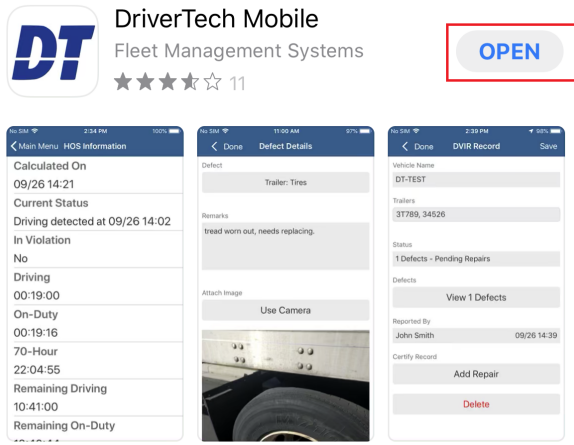 DT
DriverTech Mobile
Fleet Management Systems
11
OPEN
No SIM 2:34 PM 100%
Main Menu HOS Information
Calculated On
09/26 14:21
Current Status
Driving detected at 09/26 14:02
In Violation
No
Driving
00:19:00
On-Duty
00:19:16
70-Hour
22:04:55
Remaining Driving
10:41:00
Remaining On-Duty
No SIM 11:00 AM 97%
Done Defect Details
Defect
Trailer: Tires
Remarks
tread worn out, needs replacing.
Attach Image
Use Camera
No SIM 2:39 PM 98%
Done DVIR Record Save
Vehicle Name
DT-TEST
Trailers
3T789, 34526
Status
1 Defects - Pending Repairs
Defects
View 1 Defects
Reported By
John Smith 09/26 14:39
Certify Record
Add Repair
Delete